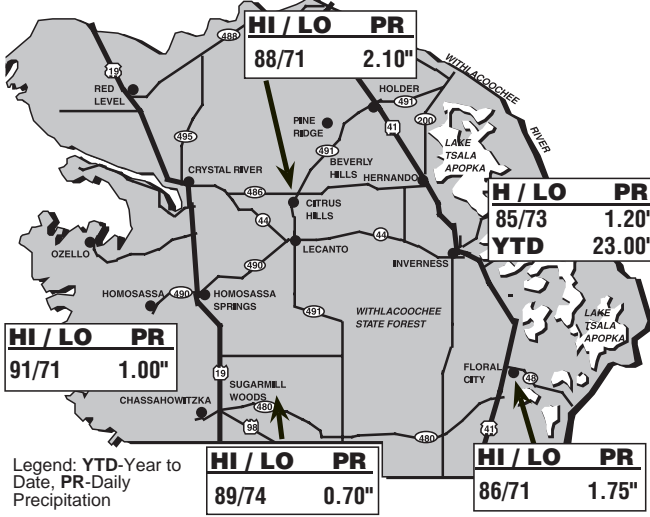 HI / LO PR
88/71 2.10"
488
WITHLACOOCHEE
RIVER
19
RED
LEVEL
HOLDER
491
PINE
RIDGE
41
200
495
LAKE
TSALA
APOPKA
491
BEVERLY
HILLS
CRYSTAL RIVER
HERNANDO
486
H / LO PR
85/73 1.20"
YTD 23.00"
CITRUS
HILLS
44
44
OZELLO
LECANTO
INVERNESS
490
HOMOSASSA
490
HOMOSASSA
SPRINGS
491
WITHLACOOCHEE
STATE FOREST
LAKE
TSALA
APOPKA
HI / LO PR
91/71 1.00"
19
FLORAL
CITY
48
SUGARMILL
WOODS
CHASSAHOWITZKA
480
98
41
480
Legend: YTD-Year to
Date, PR-Daily
Precipitation
HI / LO PR
89/74 0.70"
HI / LO PR
86/71 1.75"